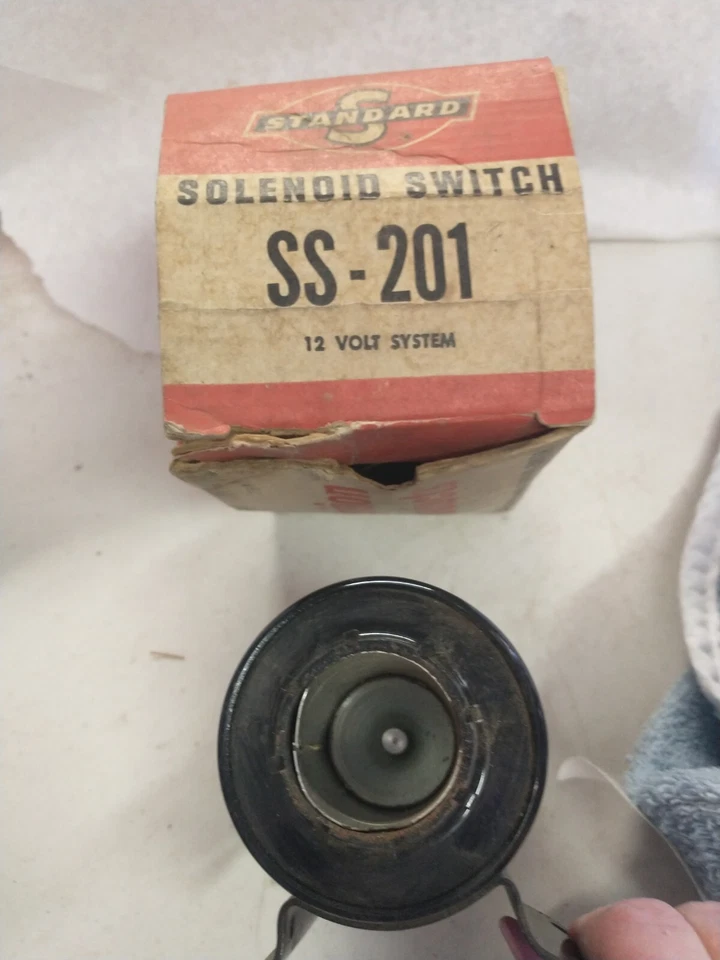 STANDARD
SOLENOID SWITCH
SS-201
12 VOLT SYSTEM